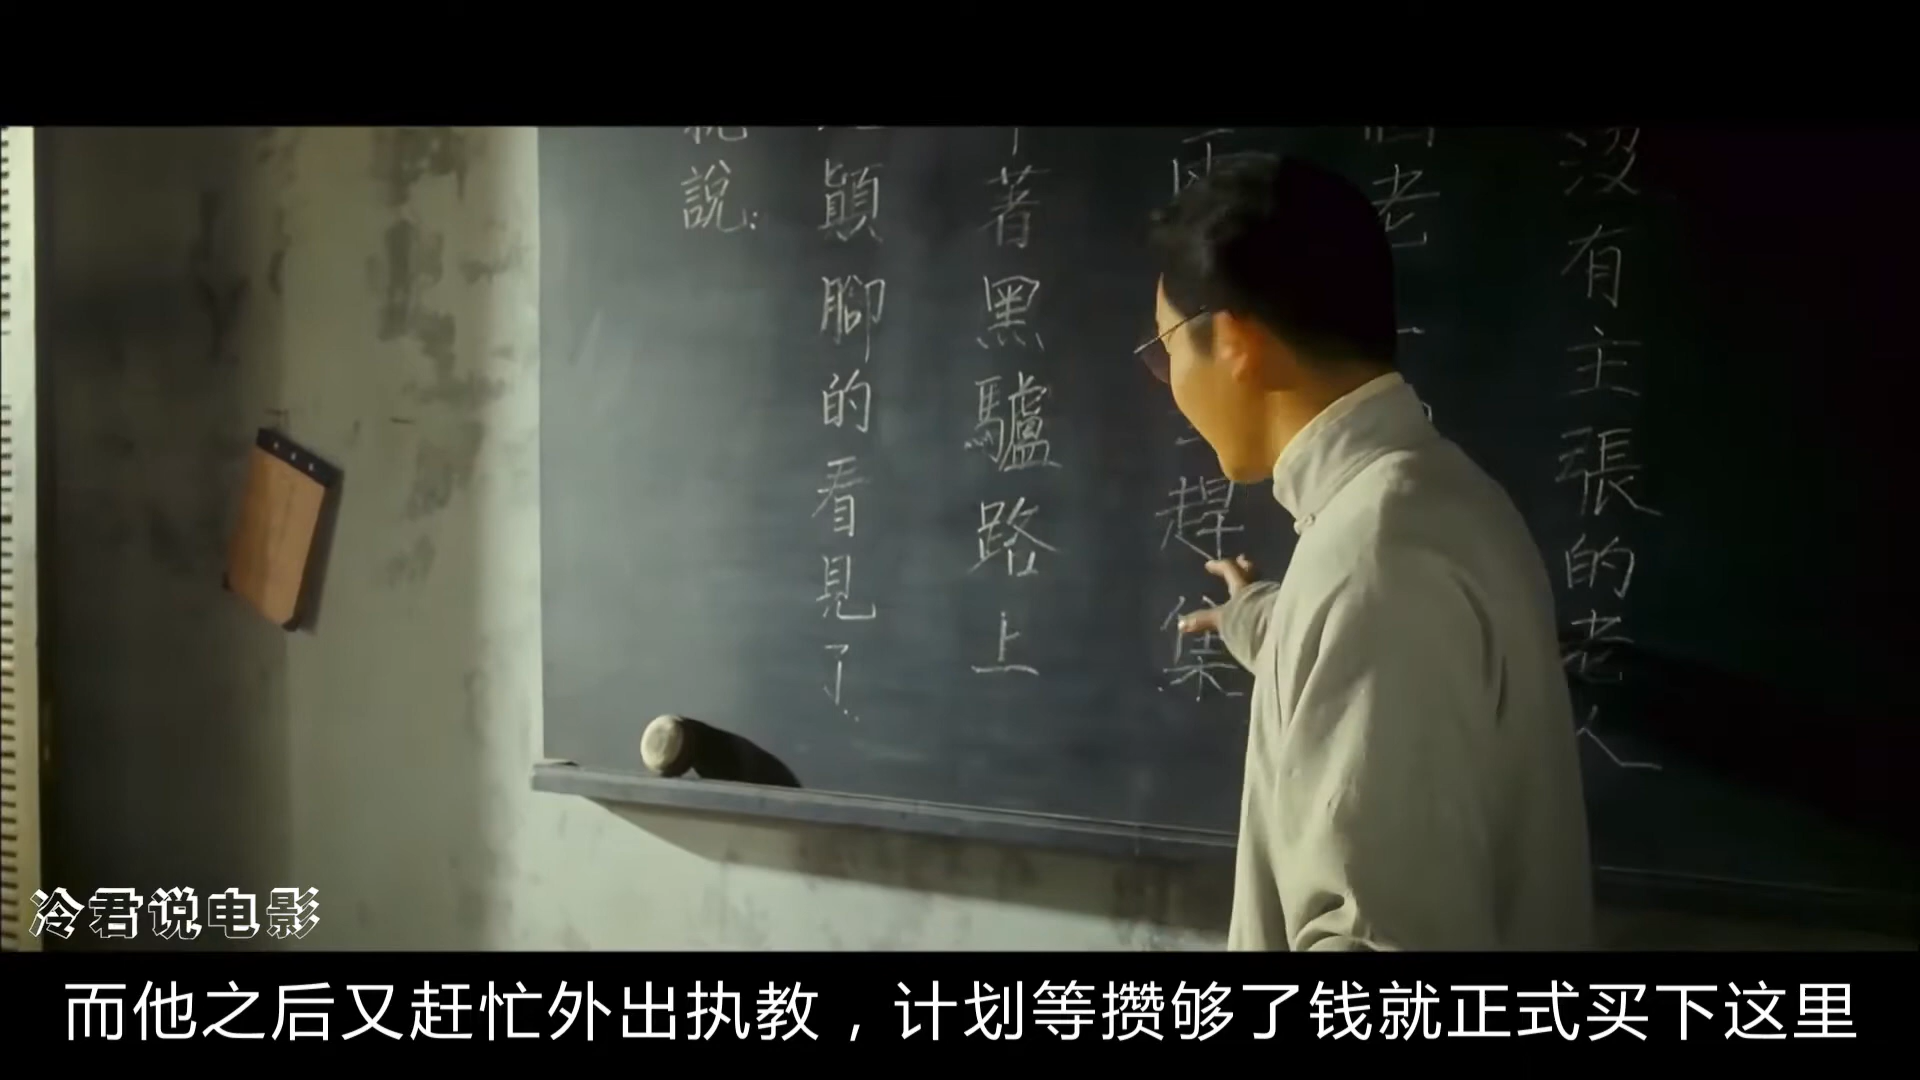 沒有主張的老人
老
趕集
著黑驢路上
顛腳的看見了
說：
冷君说电影
而他之后又赶忙外出执教，计划等攒够了钱就正式买下这里